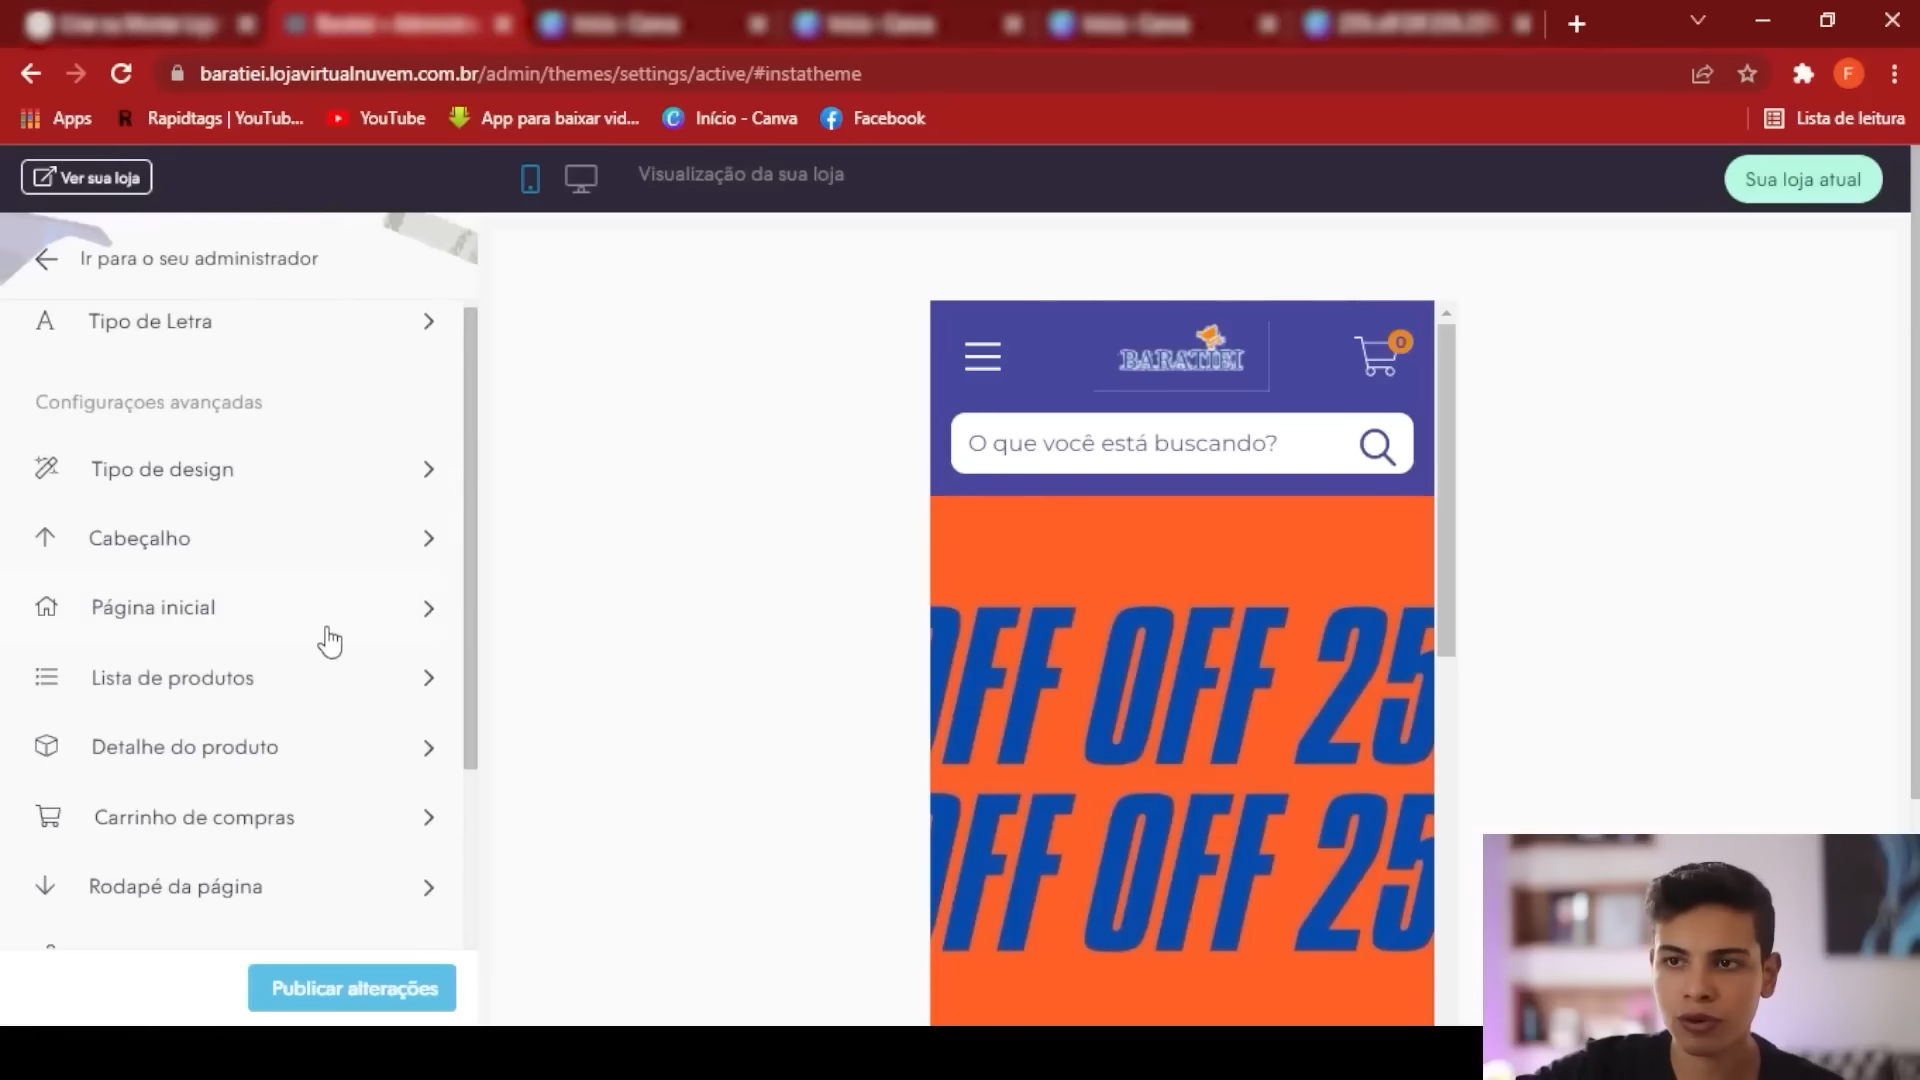 baratiei.lojavirtualnuvem.com.br/admin/themes/settings/active/#instatheme
F
Apps
Rapidtags | YouTub...
YouTube
App para baixar vid...
Início - Canva
Facebook
Lista de leitura
Ver sua loja
Visualização da sua loja
Sua loja atual
Ir para o seu administrador
Tipo de Letra
Configuraçoes avançadas
Tipo de design
Cabeçalho
Página inicial
Lista de produtos
Detalhe do produto
Carrinho de compras
Rodapé da página
Publicar alterações
BARATIEI
0
O que você está buscando?
OFF OFF 25
OFF OFF 25